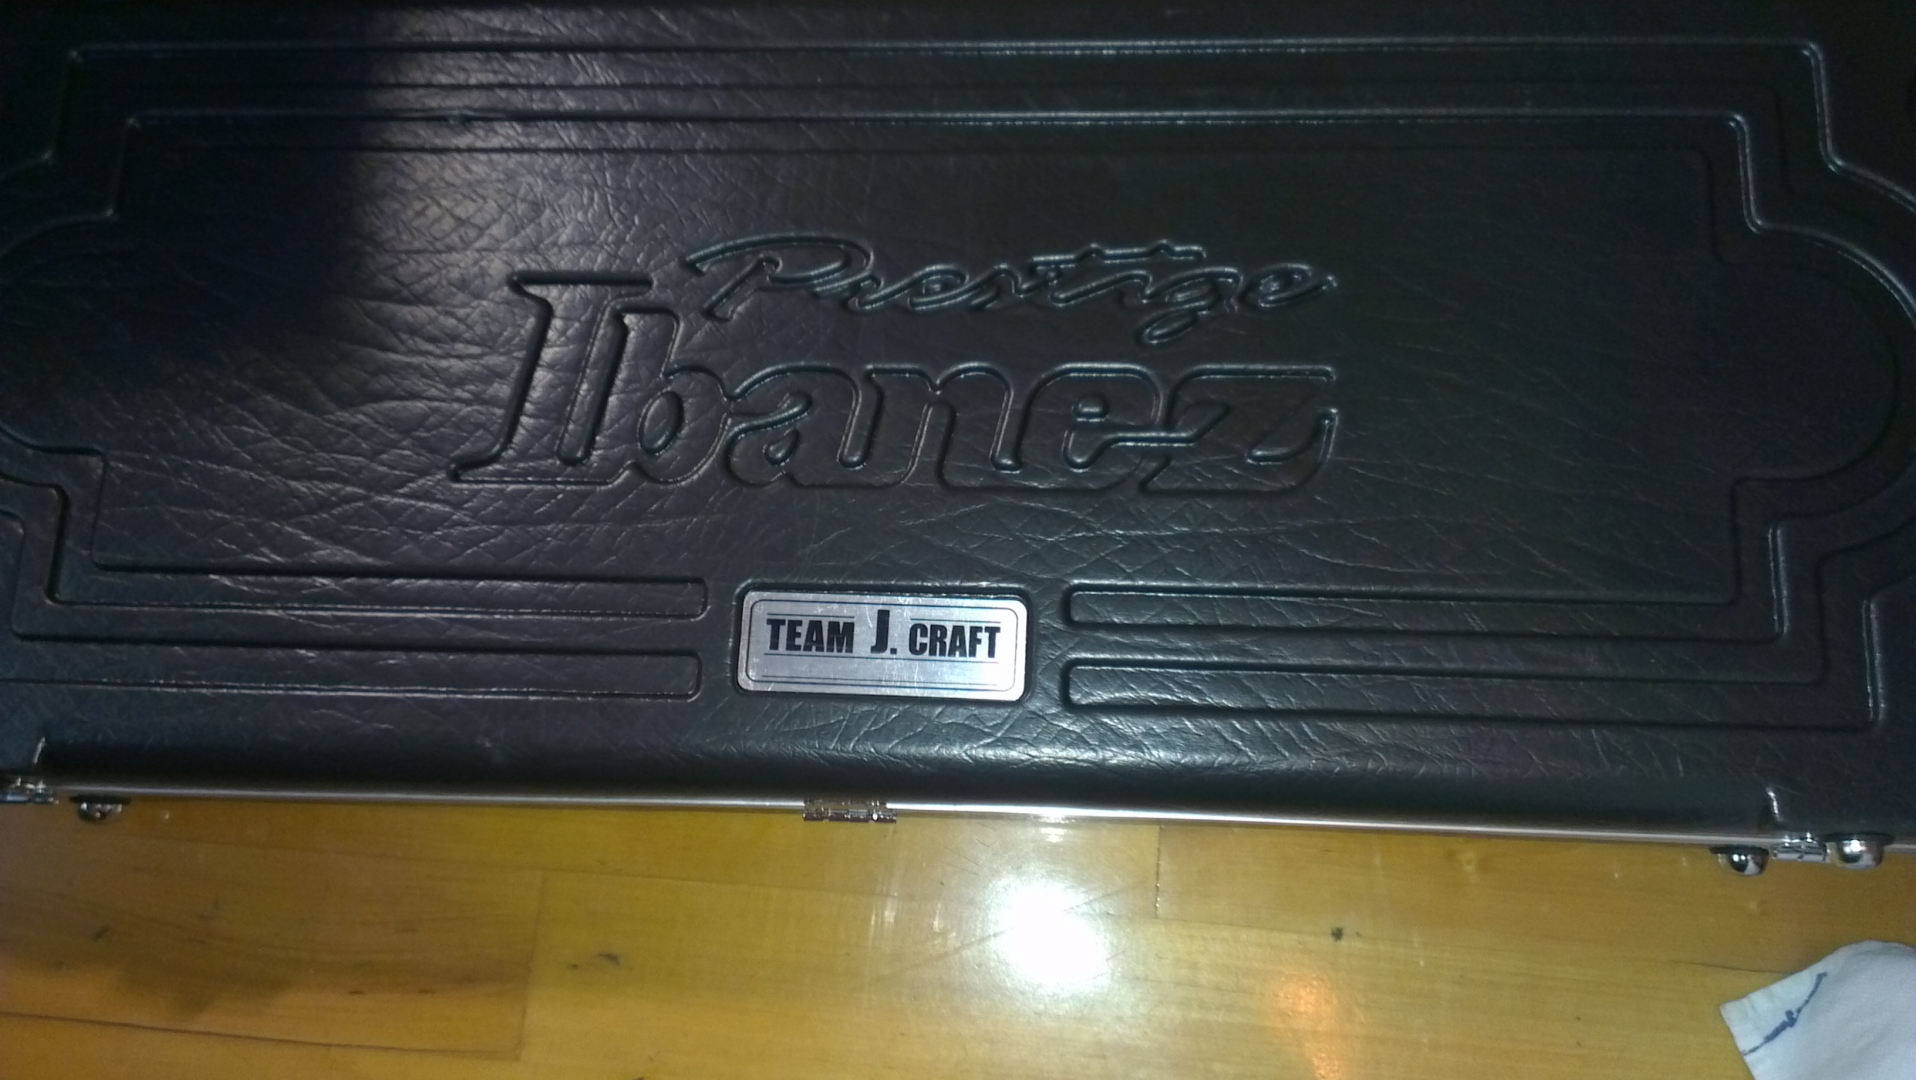 Prestige
Ibanez
TEAM J. CRAFT